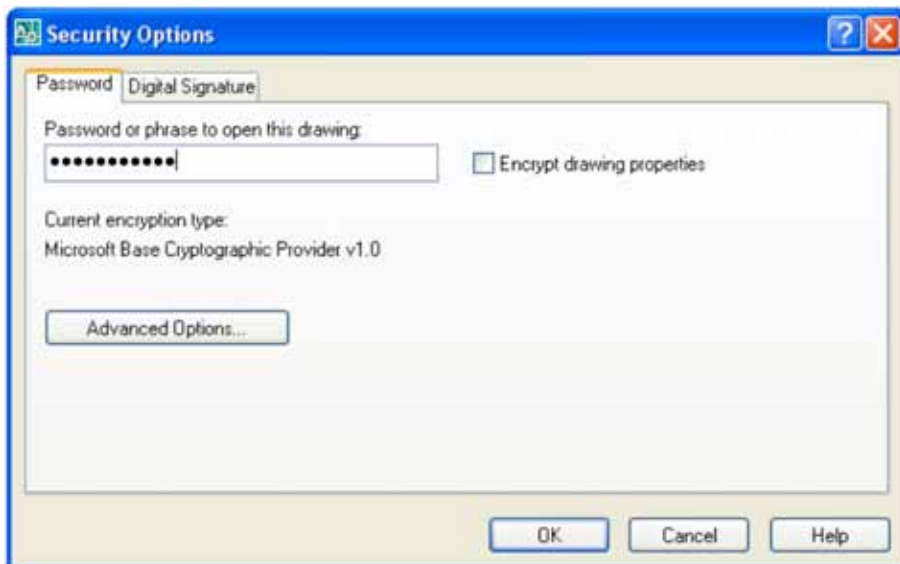 Security Options
Password Digital Signature
Password or phrase to open this drawing:
•••••••••••
Encrypt drawing properties
Current encryption type:
Microsoft Base Cryptographic Provider v1.0
Advanced Options...
OK Cancel Help